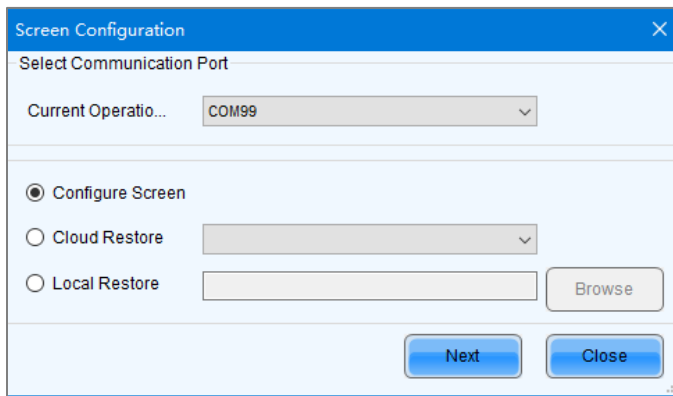 Screen Configuration
Select Communication Port
Current Operatio... COM99
Configure Screen
Cloud Restore
Local Restore Browse
Next Close